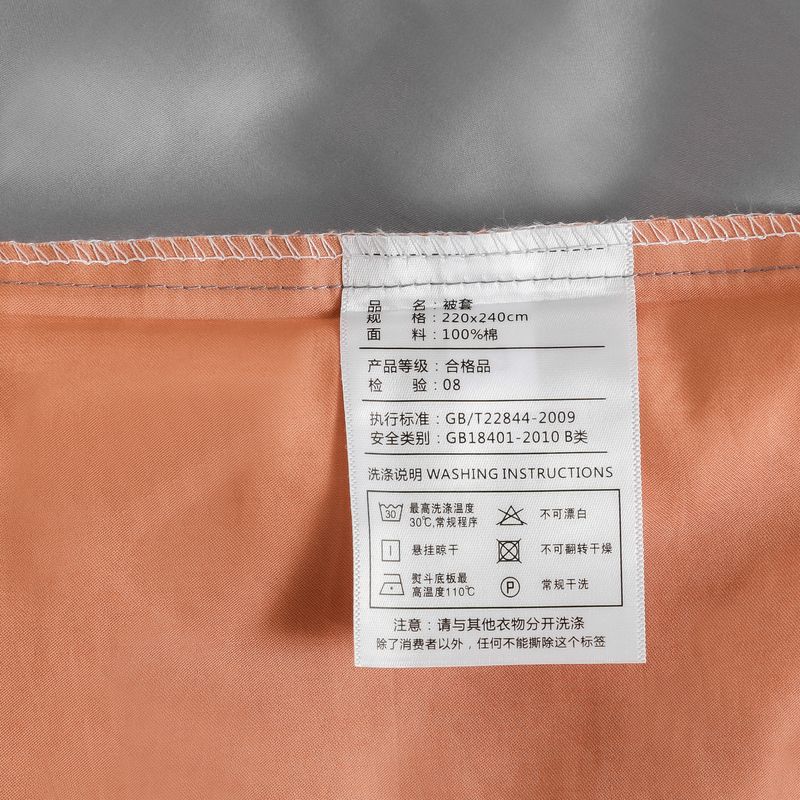 品　　名：被套
规　　格：220x240cm
面　　料：100%棉
产品等级：合格品
检　　验：08
执行标准：GB/T22844-2009
安全类别：GB18401-2010 B类
洗涤说明 WASHING INSTRUCTIONS
30 最高洗涤温度 不可漂白
30℃,常规程序
悬挂晾干 不可翻转干燥
熨斗底板最 P 常规干洗
高温度110℃
注意：请与其他衣物分开洗涤
除了消费者以外，任何不能撕除这个标签